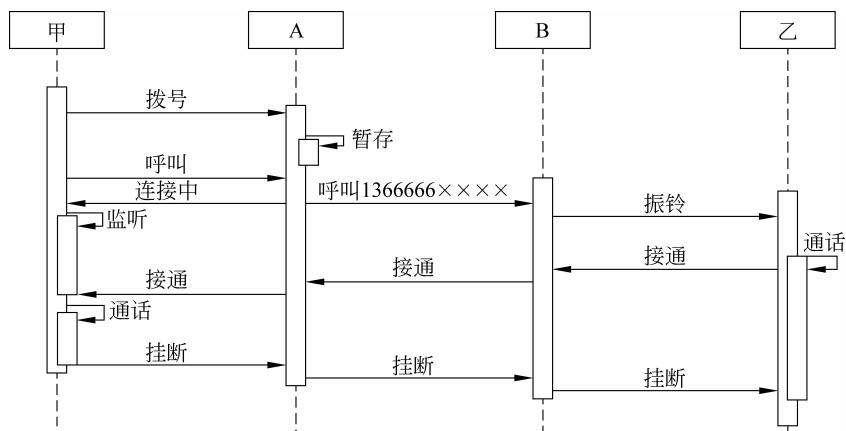 甲
A
B
乙
拨号
暂存
呼叫
连接中
呼叫1366666××××
振铃
监听
通话
接通
接通
接通
通话
挂断
挂断
挂断